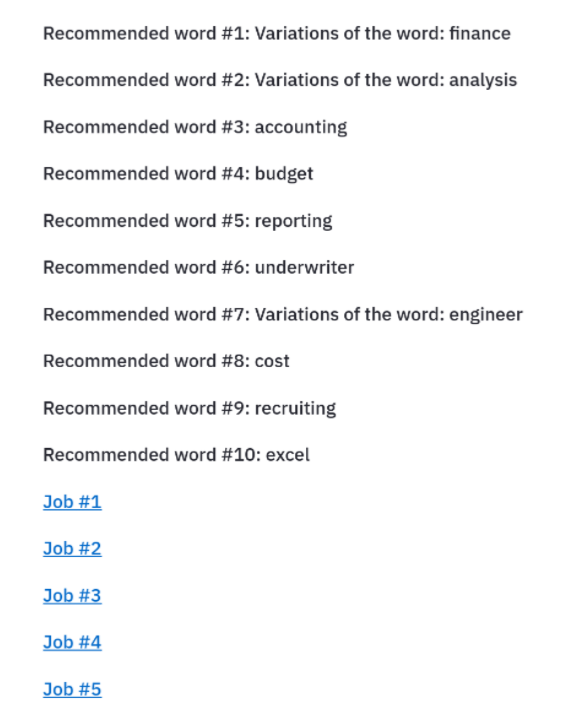 Recommended word #1: Variations of the word: finance
Recommended word #2: Variations of the word: analysis
Recommended word #3: accounting
Recommended word #4: budget
Recommended word #5: reporting
Recommended word #6: underwriter
Recommended word #7: Variations of the word: engineer
Recommended word #8: cost
Recommended word #9: recruiting
Recommended word #10: excel
Job #1
Job #2
Job #3
Job #4
Job #5